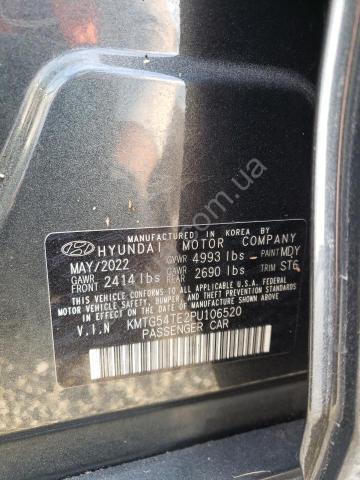 MANUFACTURED IN KOREA BY
HYUNDAI MOTOR COMPANY
MAY/2022 GVWR 4993 lbs PAINT MDY
GAWR FRONT 2414 lbs GAWR REAR 2690 lbs TRIM ST6
THIS VEHICLE CONFORMS TO ALL APPLICABLE
U.S. FEDERAL MOTOR VEHICLE SAFETY,
BUMPER, AND THEFT PREVENTION STANDARDS
IN EFFECT ON THE DATE OF MANUFACTURE
SHOWN ABOVE.
V.I.N KMTG54TE2PU106520
PASSENGER CAR